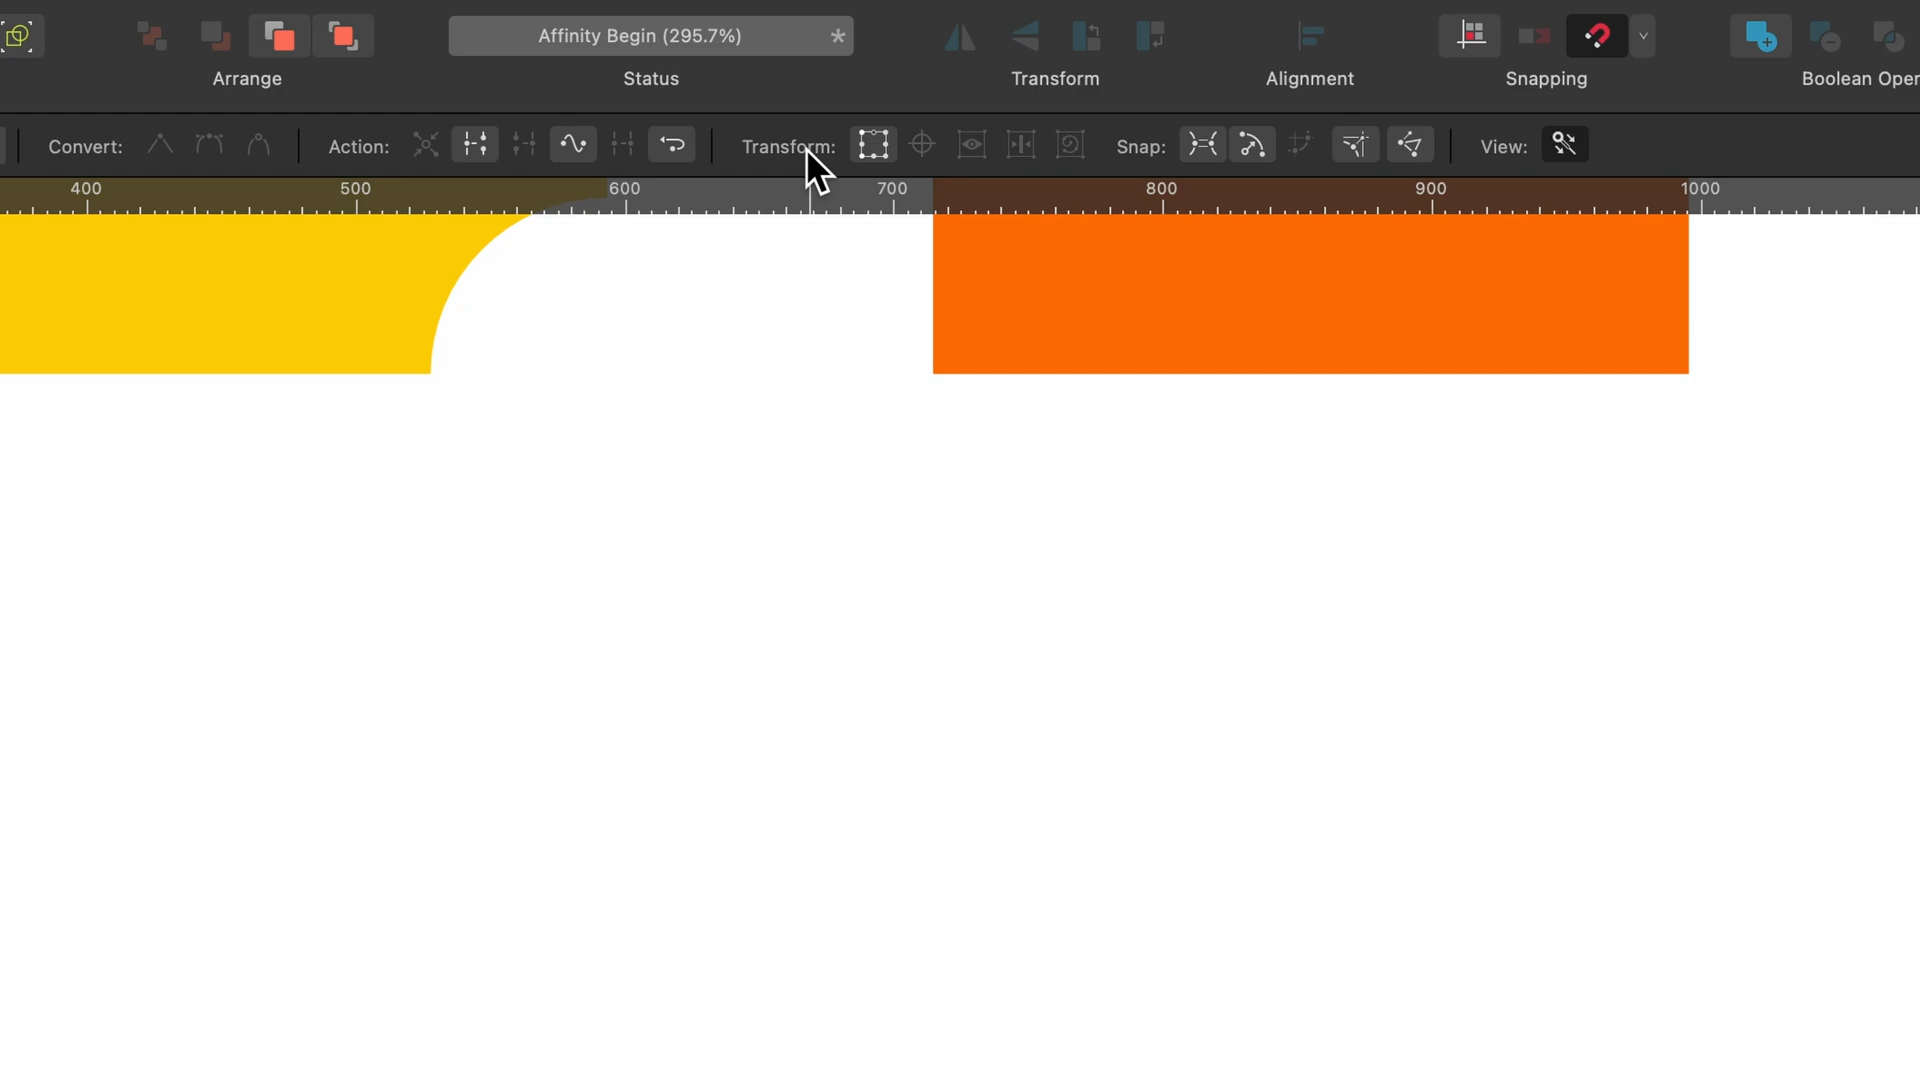 Affinity Begin (295.7%) *
Arrange Status Transform Alignment Snapping Boolean Oper
Convert: Action: Transform: Snap: View:
400 500 600 700 800 900 1000